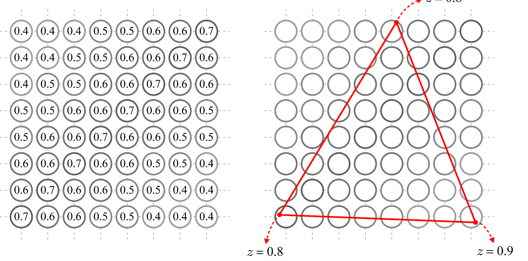 0.4 0.4 0.4 0.5 0.5 0.6 0.6 0.7
0.4 0.4 0.5 0.5 0.6 0.6 0.7 0.6
0.4 0.5 0.5 0.6 0.6 0.7 0.6 0.6
0.5 0.5 0.6 0.6 0.7 0.6 0.6 0.5
0.5 0.6 0.6 0.7 0.6 0.6 0.5 0.5
0.6 0.6 0.7 0.6 0.6 0.5 0.5 0.4
0.6 0.7 0.6 0.6 0.5 0.5 0.4 0.4
0.7 0.6 0.6 0.5 0.5 0.4 0.4 0.4
z = 0.8
z = 0.9